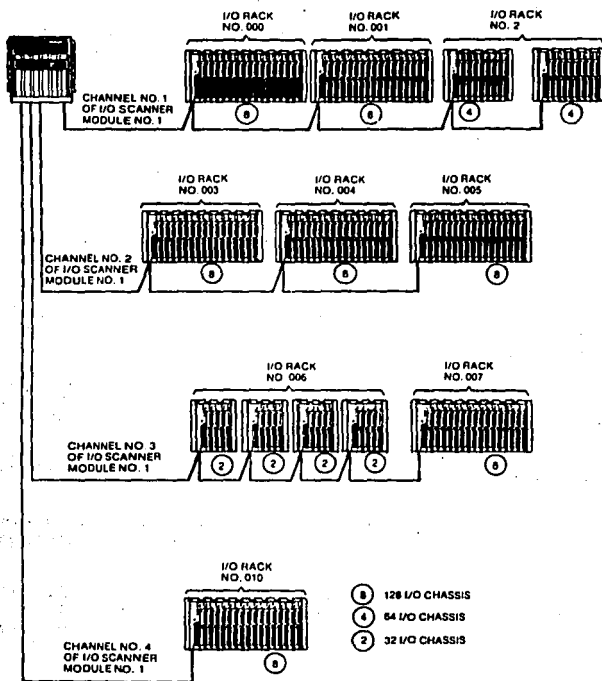 I/O RACK
NO. 000
I/O RACK
NO. 001
I/O RACK
NO. 2
CHANNEL NO. 1
OF I/O SCANNER
MODULE NO. 1
8
8
4
4
I/O RACK
NO. 003
I/O RACK
NO. 004
I/O RACK
NO. 005
CHANNEL NO. 2
OF I/O SCANNER
MODULE NO. 1
8
8
8
I/O RACK
NO. 006
I/O RACK
NO. 007
CHANNEL NO. 3
OF I/O SCANNER
MODULE NO. 1
2
2
2
2
8
I/O RACK
NO. 010
CHANNEL NO. 4
OF I/O SCANNER
MODULE NO. 1
8
8 128 I/O CHASSIS
4 64 I/O CHASSIS
2 32 I/O CHASSIS